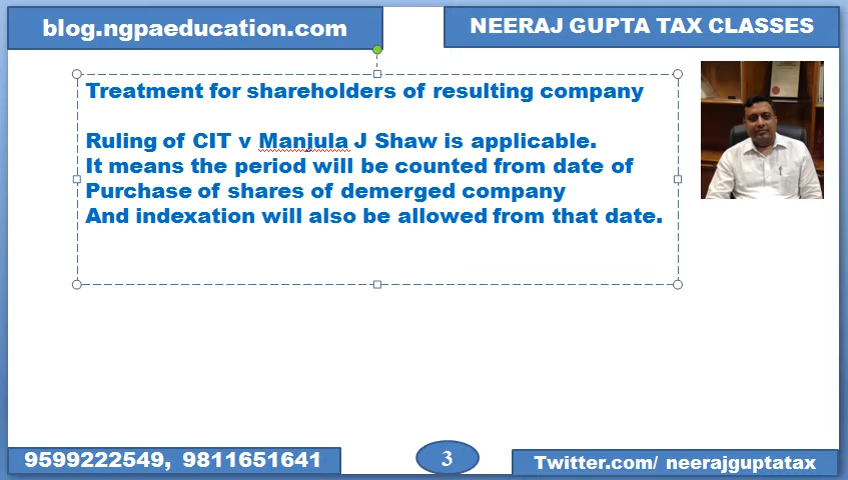 blog.ngpaeducation.com
NEERAJ GUPTA TAX CLASSES
Treatment for shareholders of resulting company
Ruling of CIT v Manjula J Shaw is applicable.
It means the period will be counted from date of
Purchase of shares of demerged company
And indexation will also be allowed from that date.
9599222549, 9811651641
3
Twitter.com/ neerajguptatax